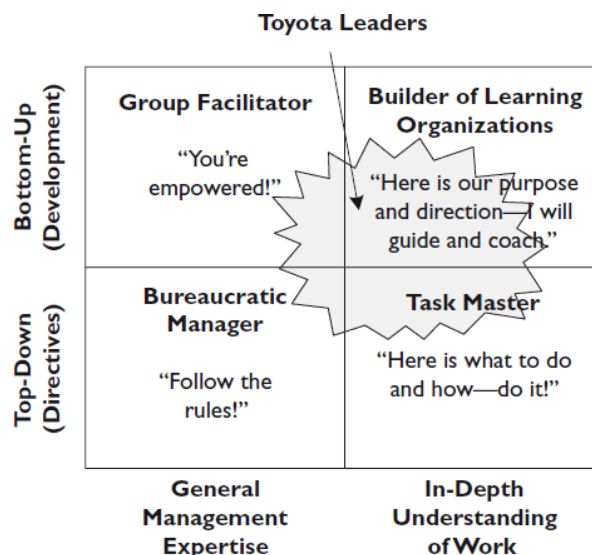 Toyota Leaders
Bottom-Up
(Development)
Group Facilitator
“You’re
empowered!”
Builder of Learning
Organizations
“Here is our purpose
and direction—I will
guide and coach.”
Top-Down
(Directives)
Bureaucratic
Manager
“Follow the
rules!”
Task Master
“Here is what to do
and how—do it!”
General
Management
Expertise
In-Depth
Understanding
of Work